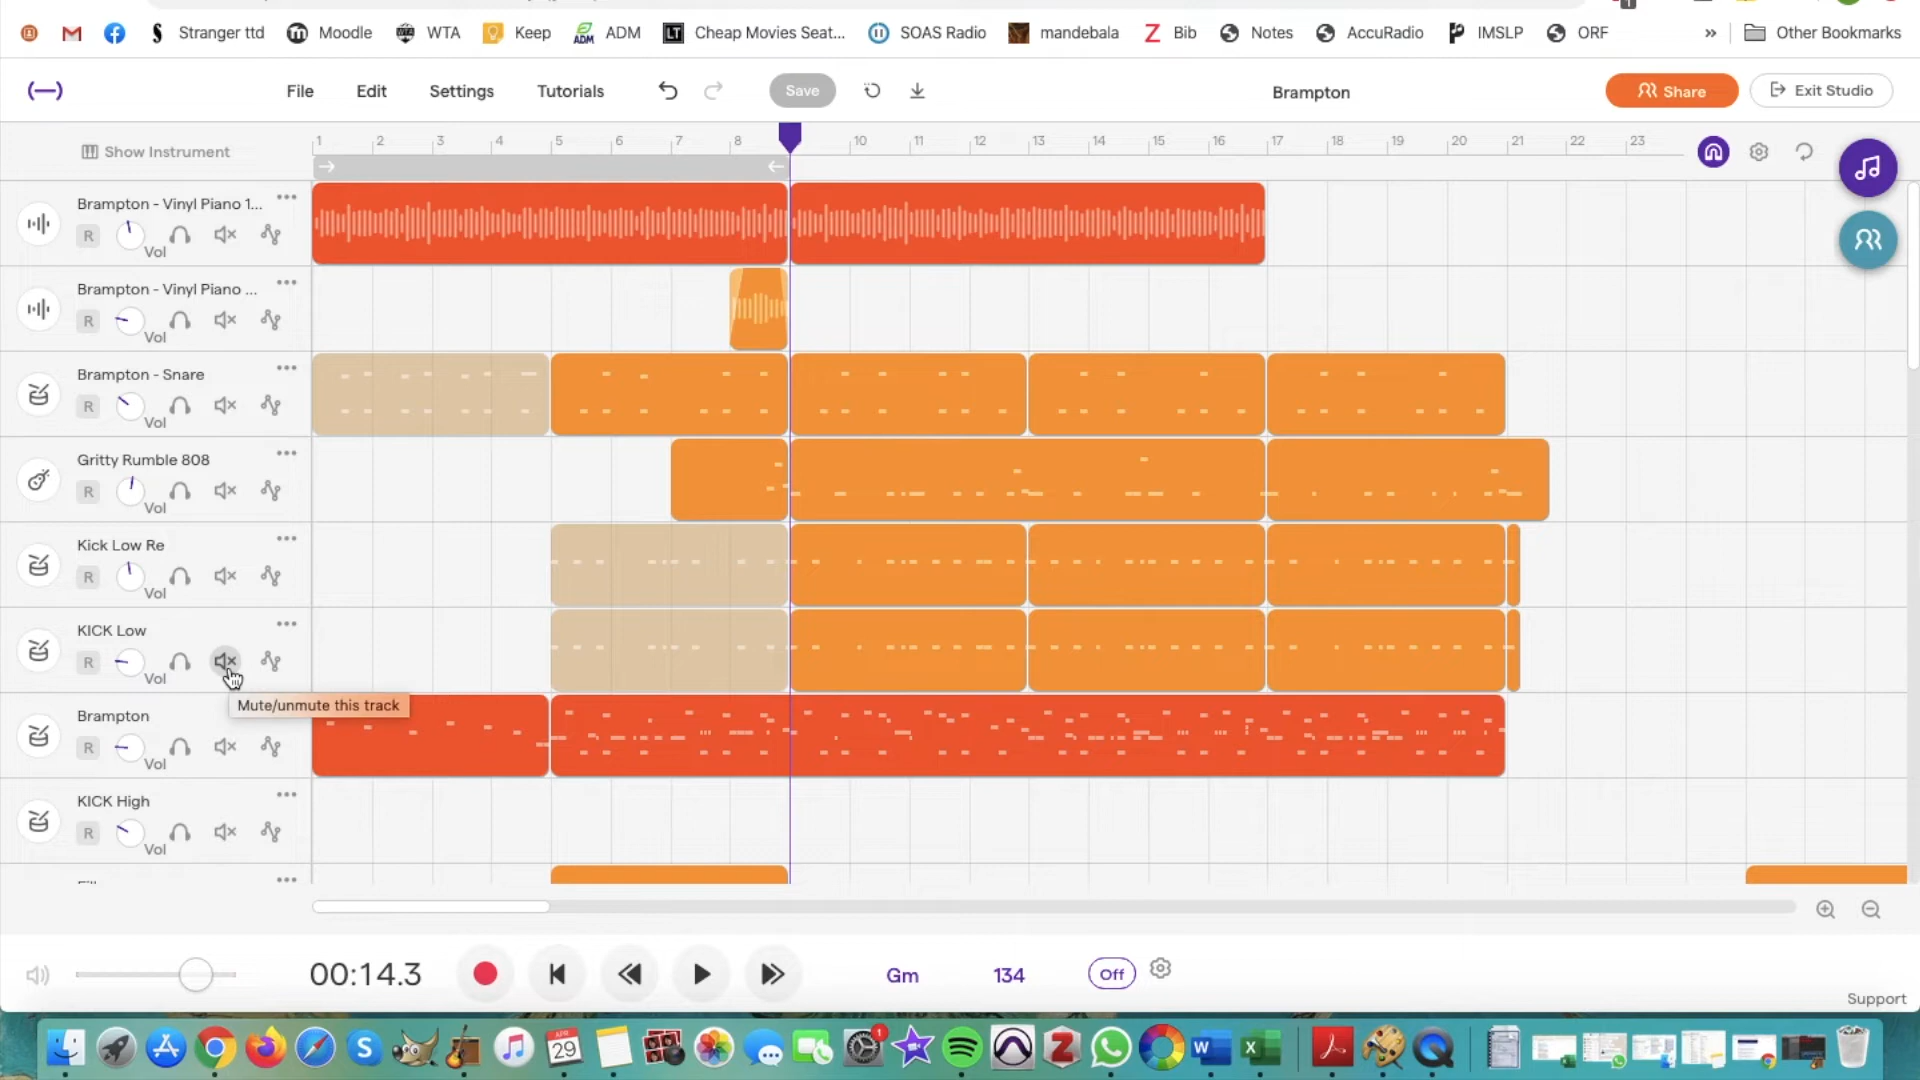 Stranger ttd Moodle WTA Keep ADM Cheap Movies Seat... SOAS Radio mandebala Bib Notes AccuRadio IMSLP ORF » Other Bookmarks
File Edit Settings Tutorials Save Brampton Share Exit Studio
Show Instrument 1 2 3 4 5 6 7 8 10 11 12 13 14 15 16 17 18 19 20 21 22 23
Brampton - Vinyl Piano 1...
R Vol
Brampton - Vinyl Piano ...
R Vol
Brampton - Snare
R Vol
Gritty Rumble 808
R Vol
Kick Low Re
R Vol
KICK Low
R Vol
Mute/unmute this track
Brampton
R Vol
KICK High
R Vol
00:14.3 Gm 134 Off
Support
APR
29
1